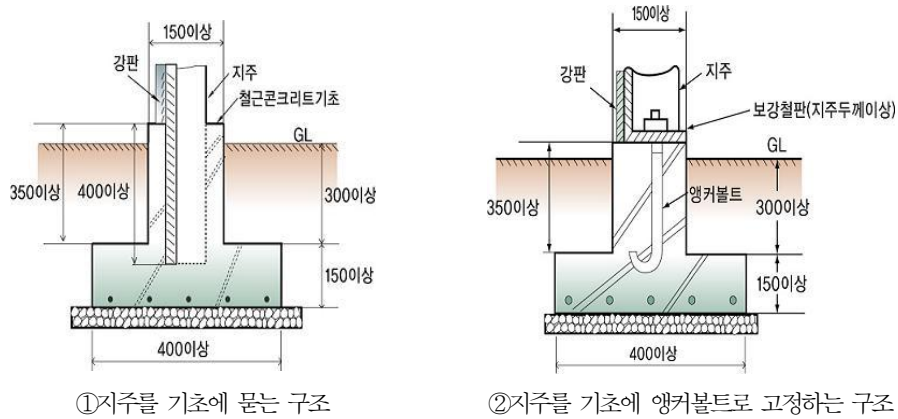 150이상
강판
지주
철근콘크리트기초
GL
350이상
400이상
300이상
150이상
400이상
①지주를 기초에 묻는 구조
150이상
강판
지주
보강철판(지주두께이상)
GL
앵커볼트
350이상
300이상
150이상
400이상
②지주를 기초에 앵커볼트로 고정하는 구조